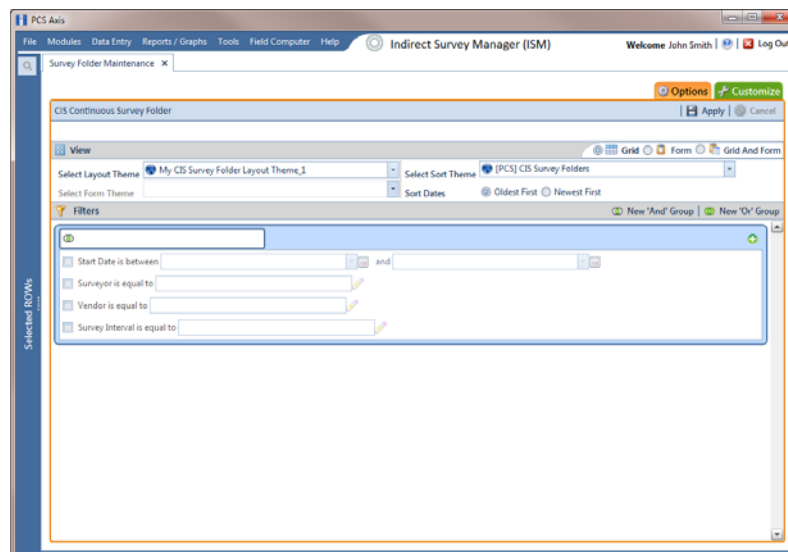 PCS Axis
File Modules Data Entry Reports / Graphs Tools Field Computer Help Indirect Survey Manager (ISM) Welcome John Smith | | Log Out
Survey Folder Maintenance ×
Options Customize
CIS Continuous Survey Folder | Apply | Cancel
View Grid Form Grid And Form
Select Layout Theme My CIS Survey Folder Layout Theme_1 Select Sort Theme [PCS] CIS Survey Folders
Select Form Theme Sort Dates Oldest First Newest First
Filters New 'And' Group | New 'Or' Group
Start Date is between and
Surveyor is equal to
Vendor is equal to
Survey Interval is equal to
Selected ROWs